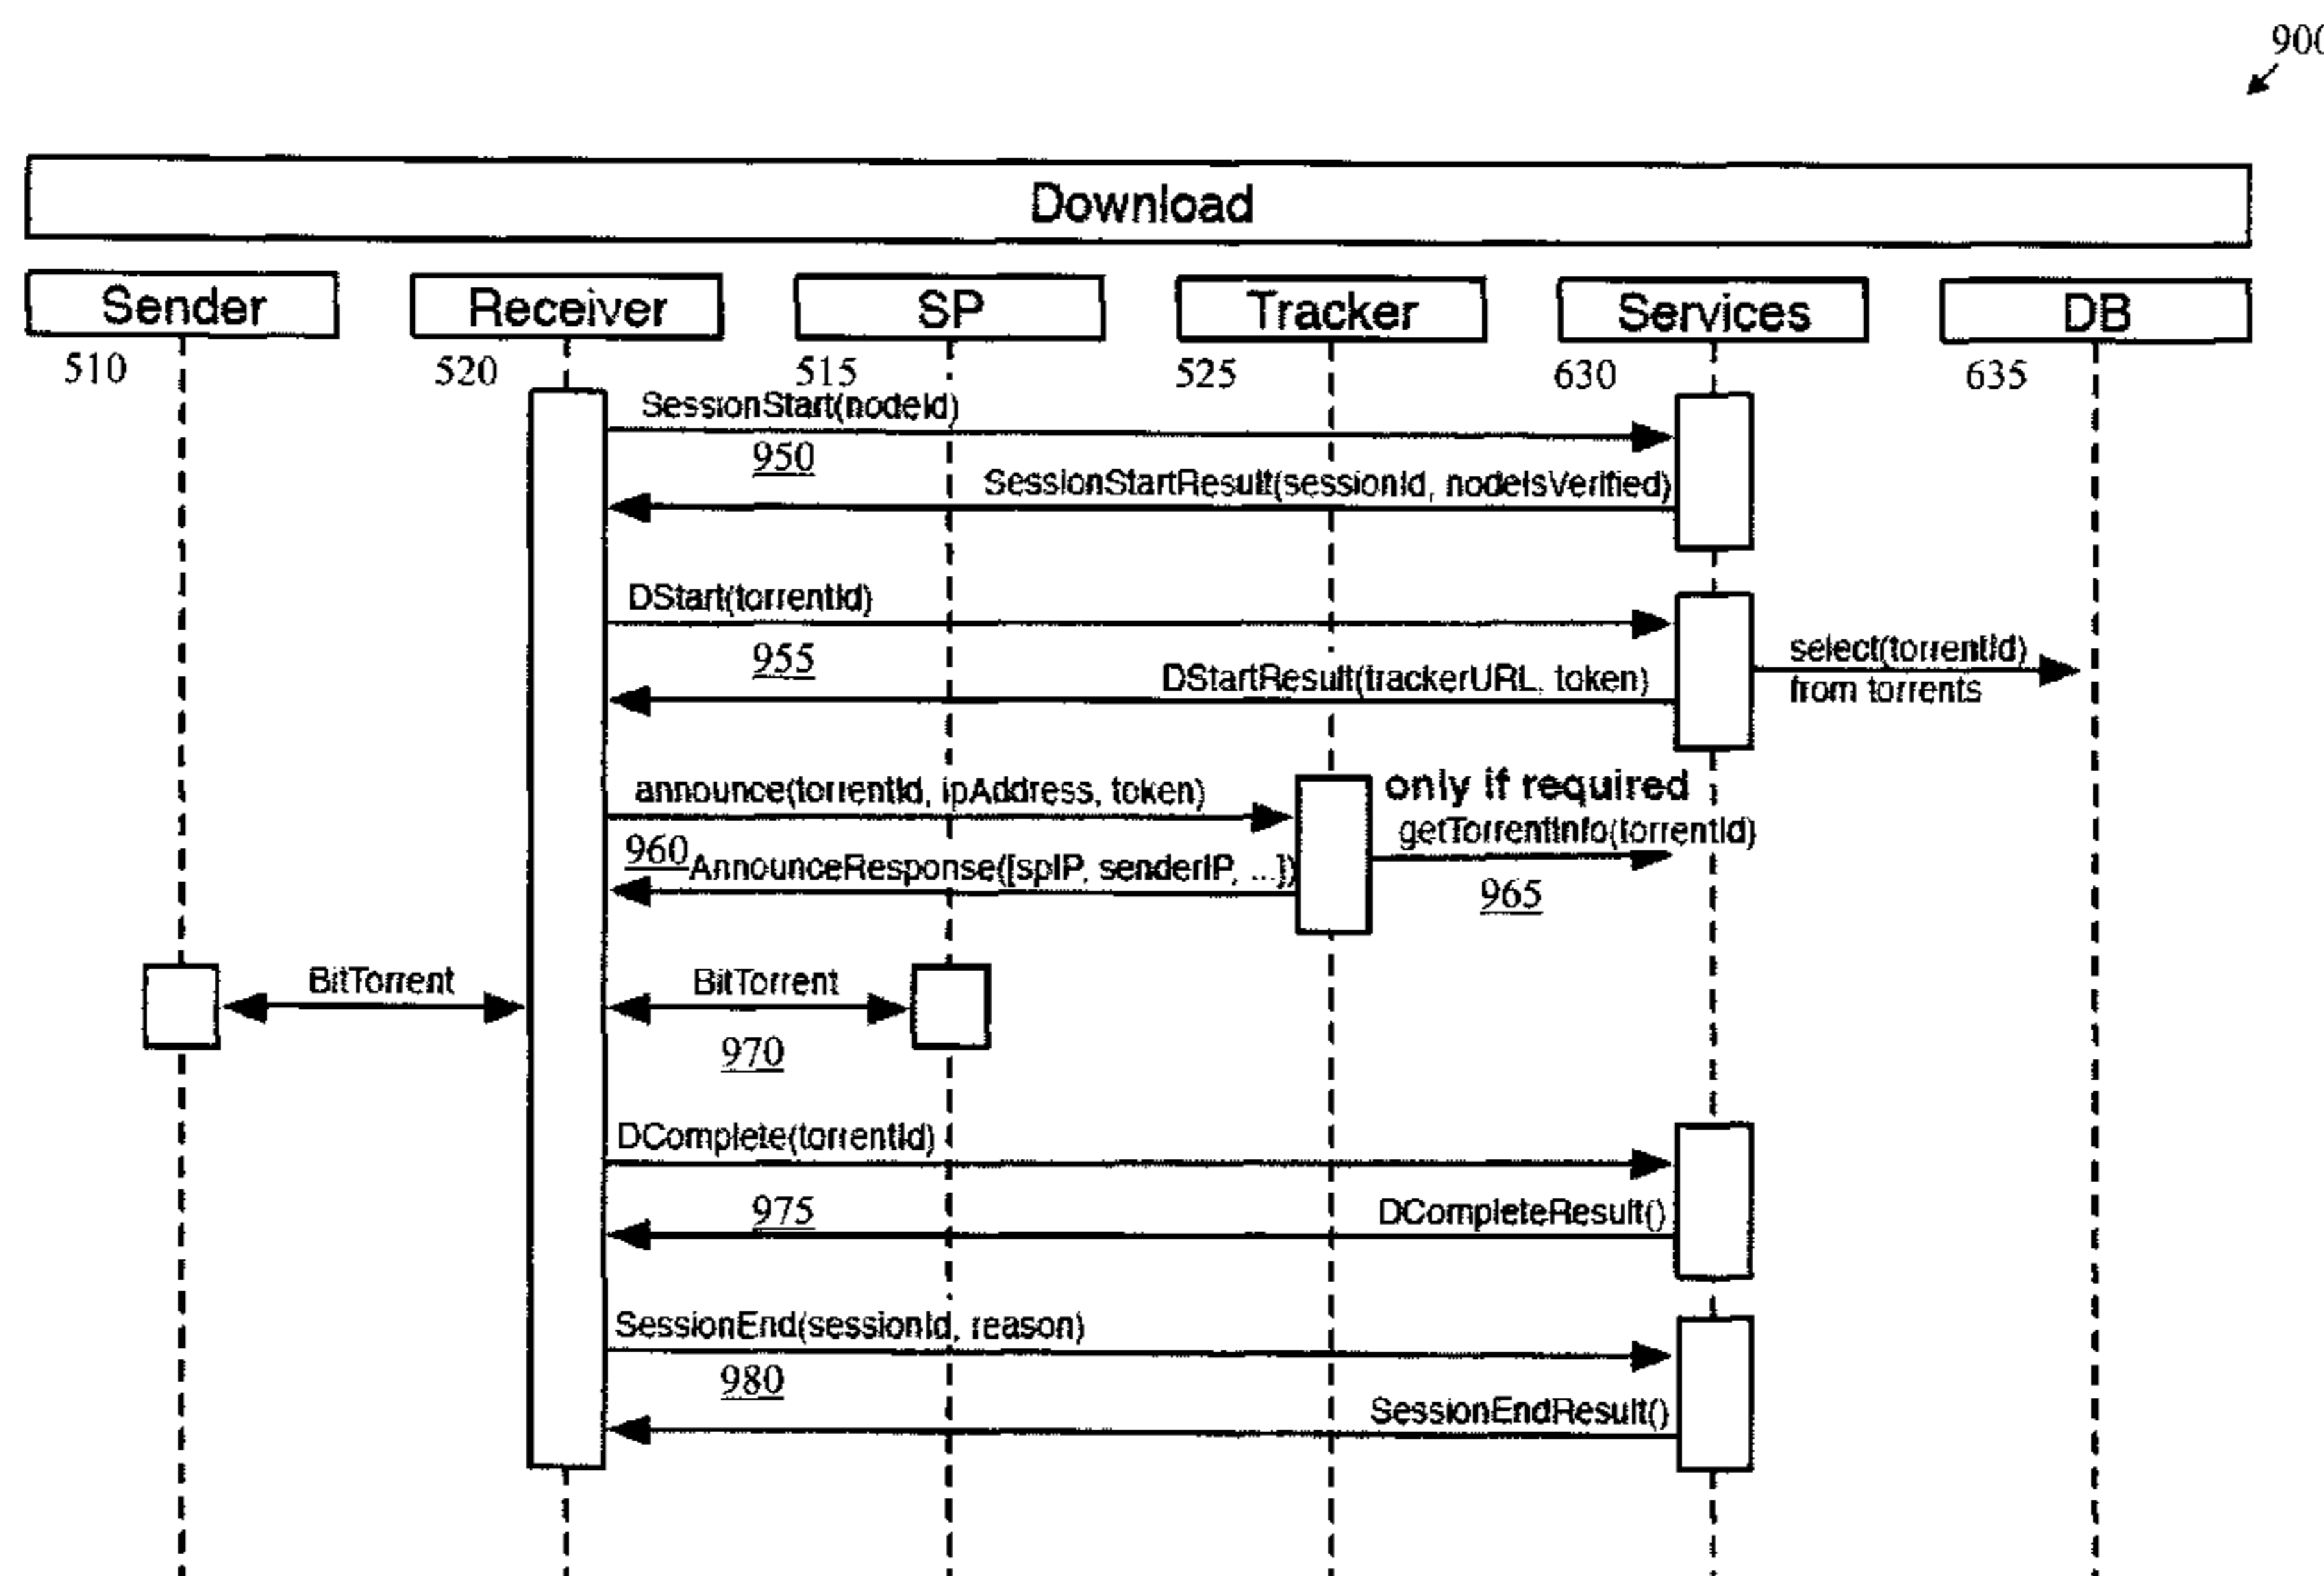 900
Download
Sender
Receiver
SP
Tracker
Services
DB
510
520
515
525
630
635
SessionStart(nodeId)
950
SessionStartResult(sessionId, nodeIsVerified)
DStart(torrentId)
955
select(torrentId)
from torrents
DStartResult(trackerURL, token)
announce(torrentId, ipAddress, token)
only if required
getTorrentInfo(torrentId)
960
AnnounceResponse([spIP, senderIP, ...])
965
BitTorrent
BitTorrent
970
DComplete(torrentId)
975
DCompleteResult()
SessionEnd(sessionId, reason)
980
SessionEndResult()